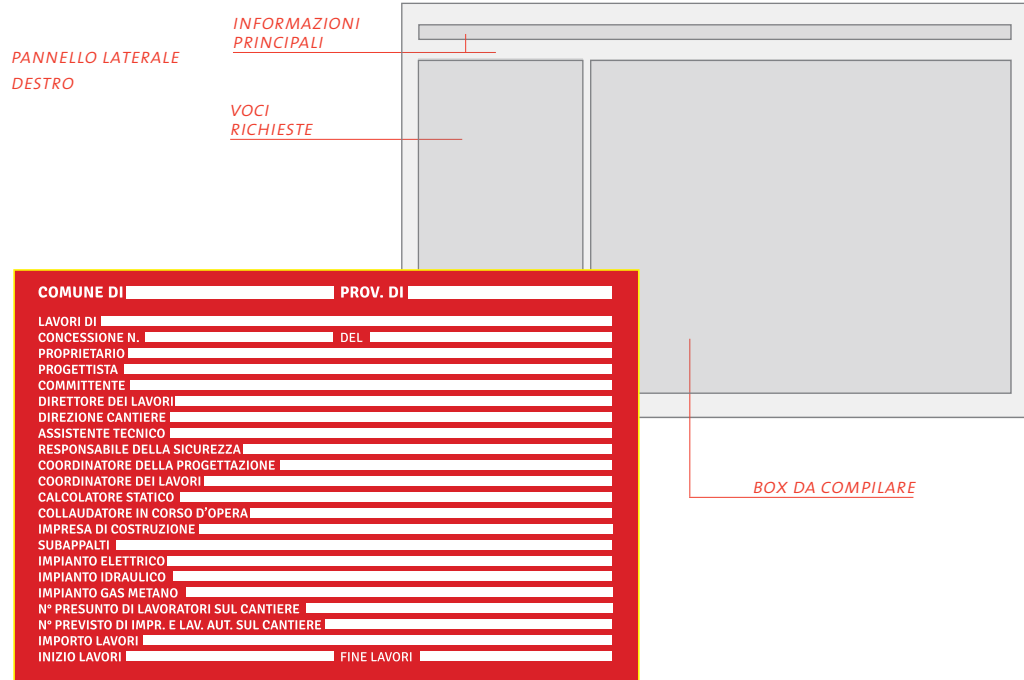 INFORMAZIONI
PRINCIPALI
PANNELLO LATERALE
DESTRO
VOCI
RICHIESTE
COMUNE DI PROV. DI
LAVORI DI
CONCESSIONE N. DEL
PROPRIETARIO
PROGETTISTA
COMMITTENTE
DIRETTORE DEI LAVORI
DIREZIONE CANTIERE
ASSISTENTE TECNICO
RESPONSABILE DELLA SICUREZZA
COORDINATORE DELLA PROGETTAZIONE
COORDINATORE DEI LAVORI
CALCOLATORE STATICO
COLLAUDATORE IN CORSO D'OPERA
IMPRESA DI COSTRUZIONE
SUBAPPALTI
IMPIANTO ELETTRICO
IMPIANTO IDRAULICO
IMPIANTO GAS METANO
N° PRESUNTO DI LAVORATORI SUL CANTIERE
N° PREVISTO DI IMPR. E LAV. AUT. SUL CANTIERE
IMPORTO LAVORI
INIZIO LAVORI FINE LAVORI
BOX DA COMPILARE